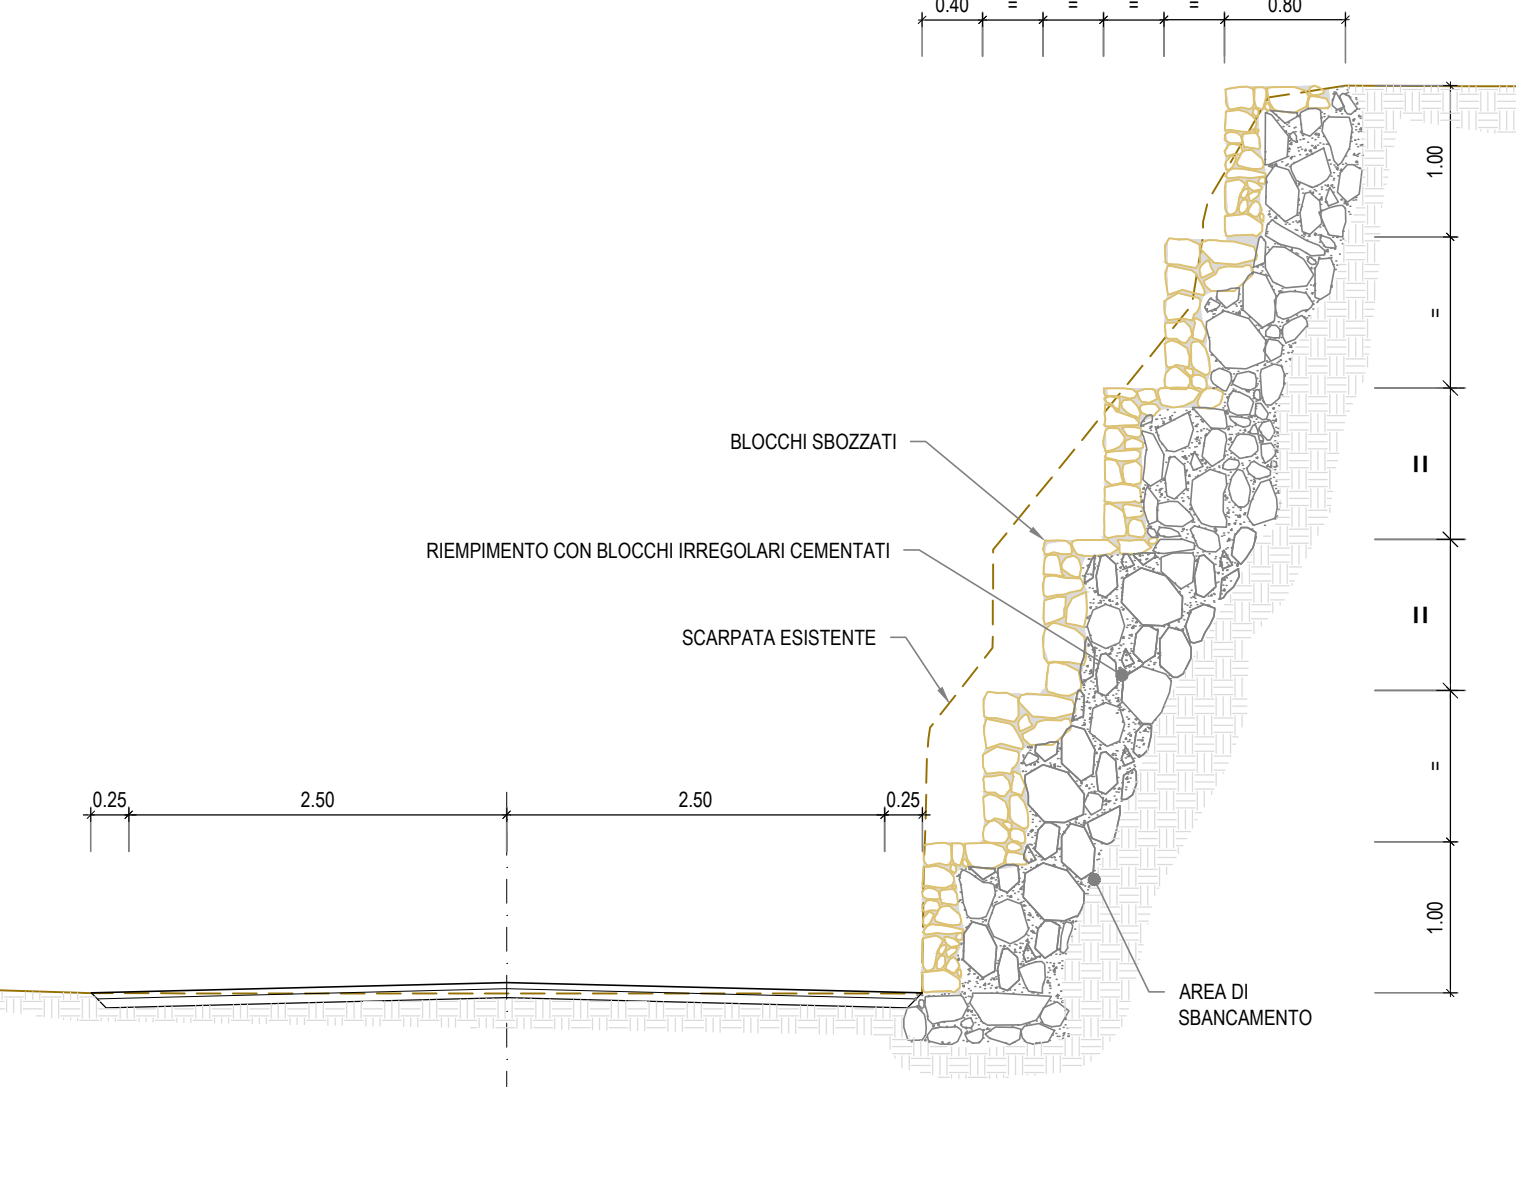 0.40 = = = = 0.80
1.00
=
=
BLOCCHI SBOZZATI
RIEMPIMENTO CON BLOCCHI IRREGOLARI CEMENTATI
=
SCARPATA ESISTENTE
=
0.25 2.50 2.50 0.25
1.00
AREA DI
SBANCAMENTO